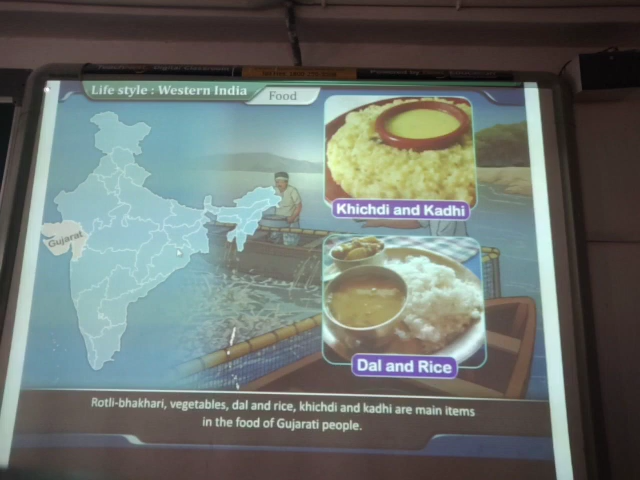 Life style : Western India
Food
Gujarat
Khichdi and Kadhi
Dal and Rice
Rotli-bhakhari, vegetables, dal and rice, khichdi and kadhi are main items
in the food of Gujarati people.